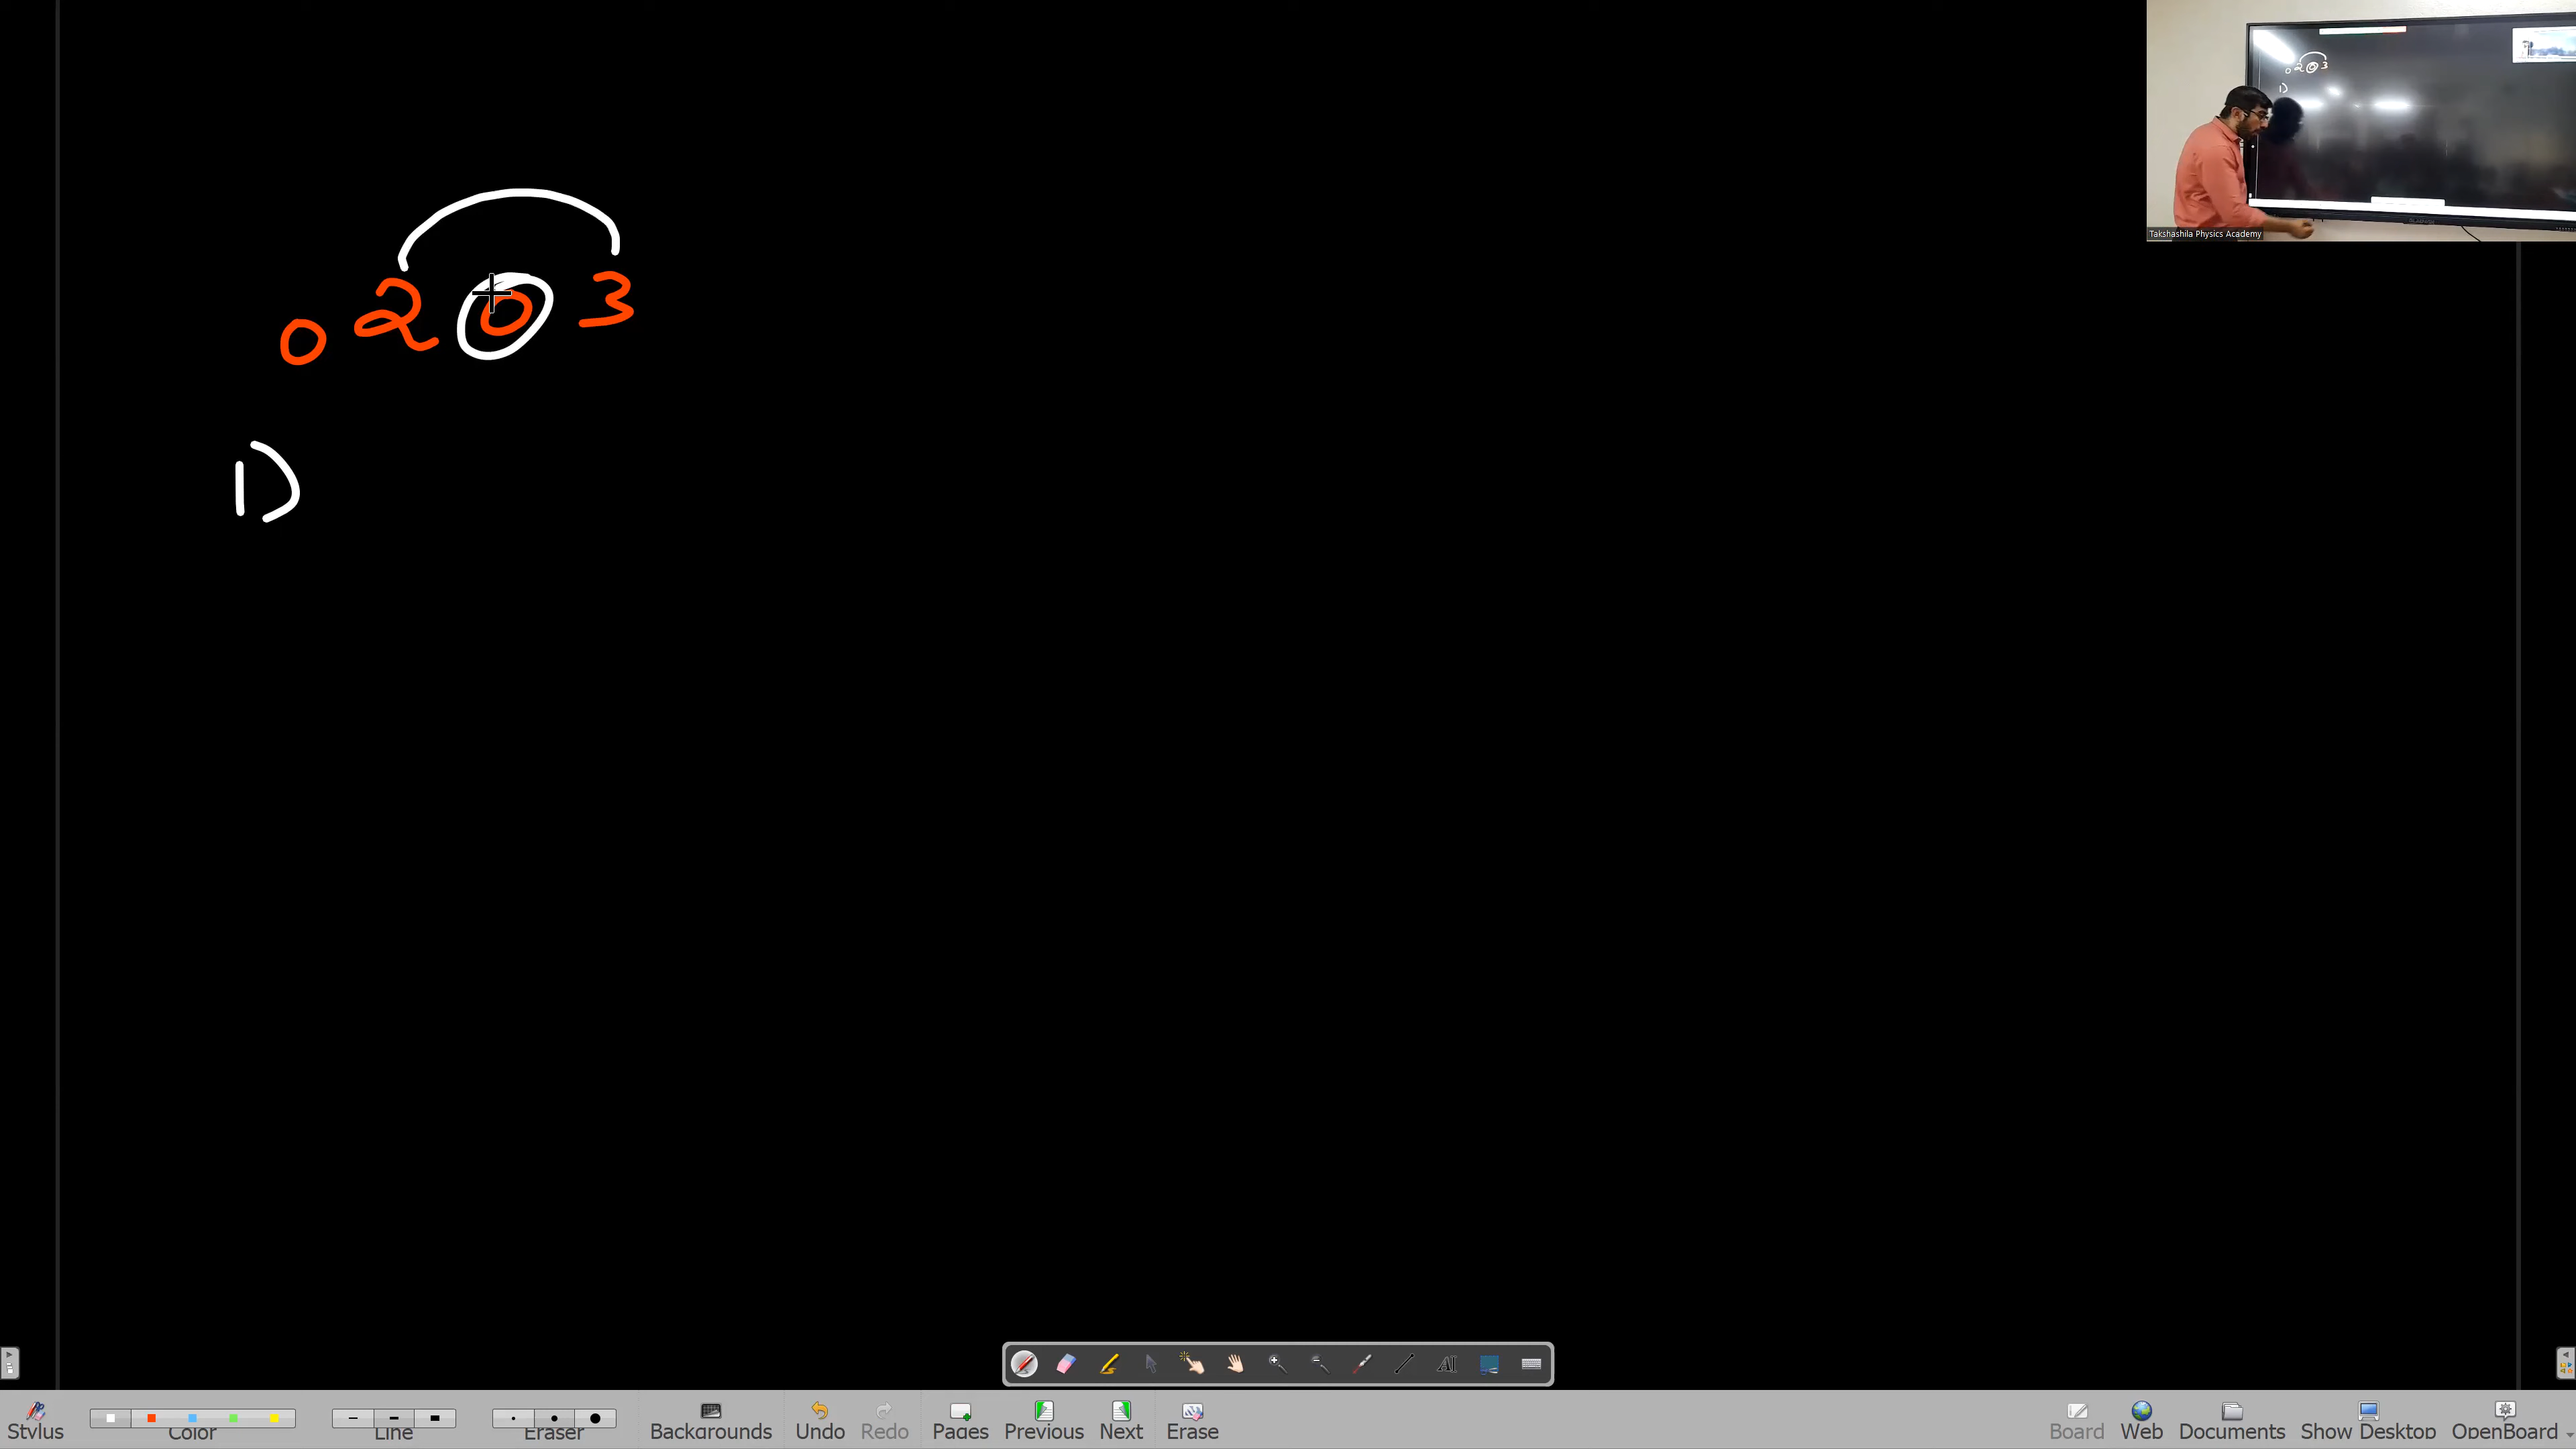 0 2 0 3
1)
Takshashila Physics Academy
Stylus Color Line Eraser Backgrounds Undo Redo Pages Previous Next Erase Board Web Documents Show Desktop OpenBoard